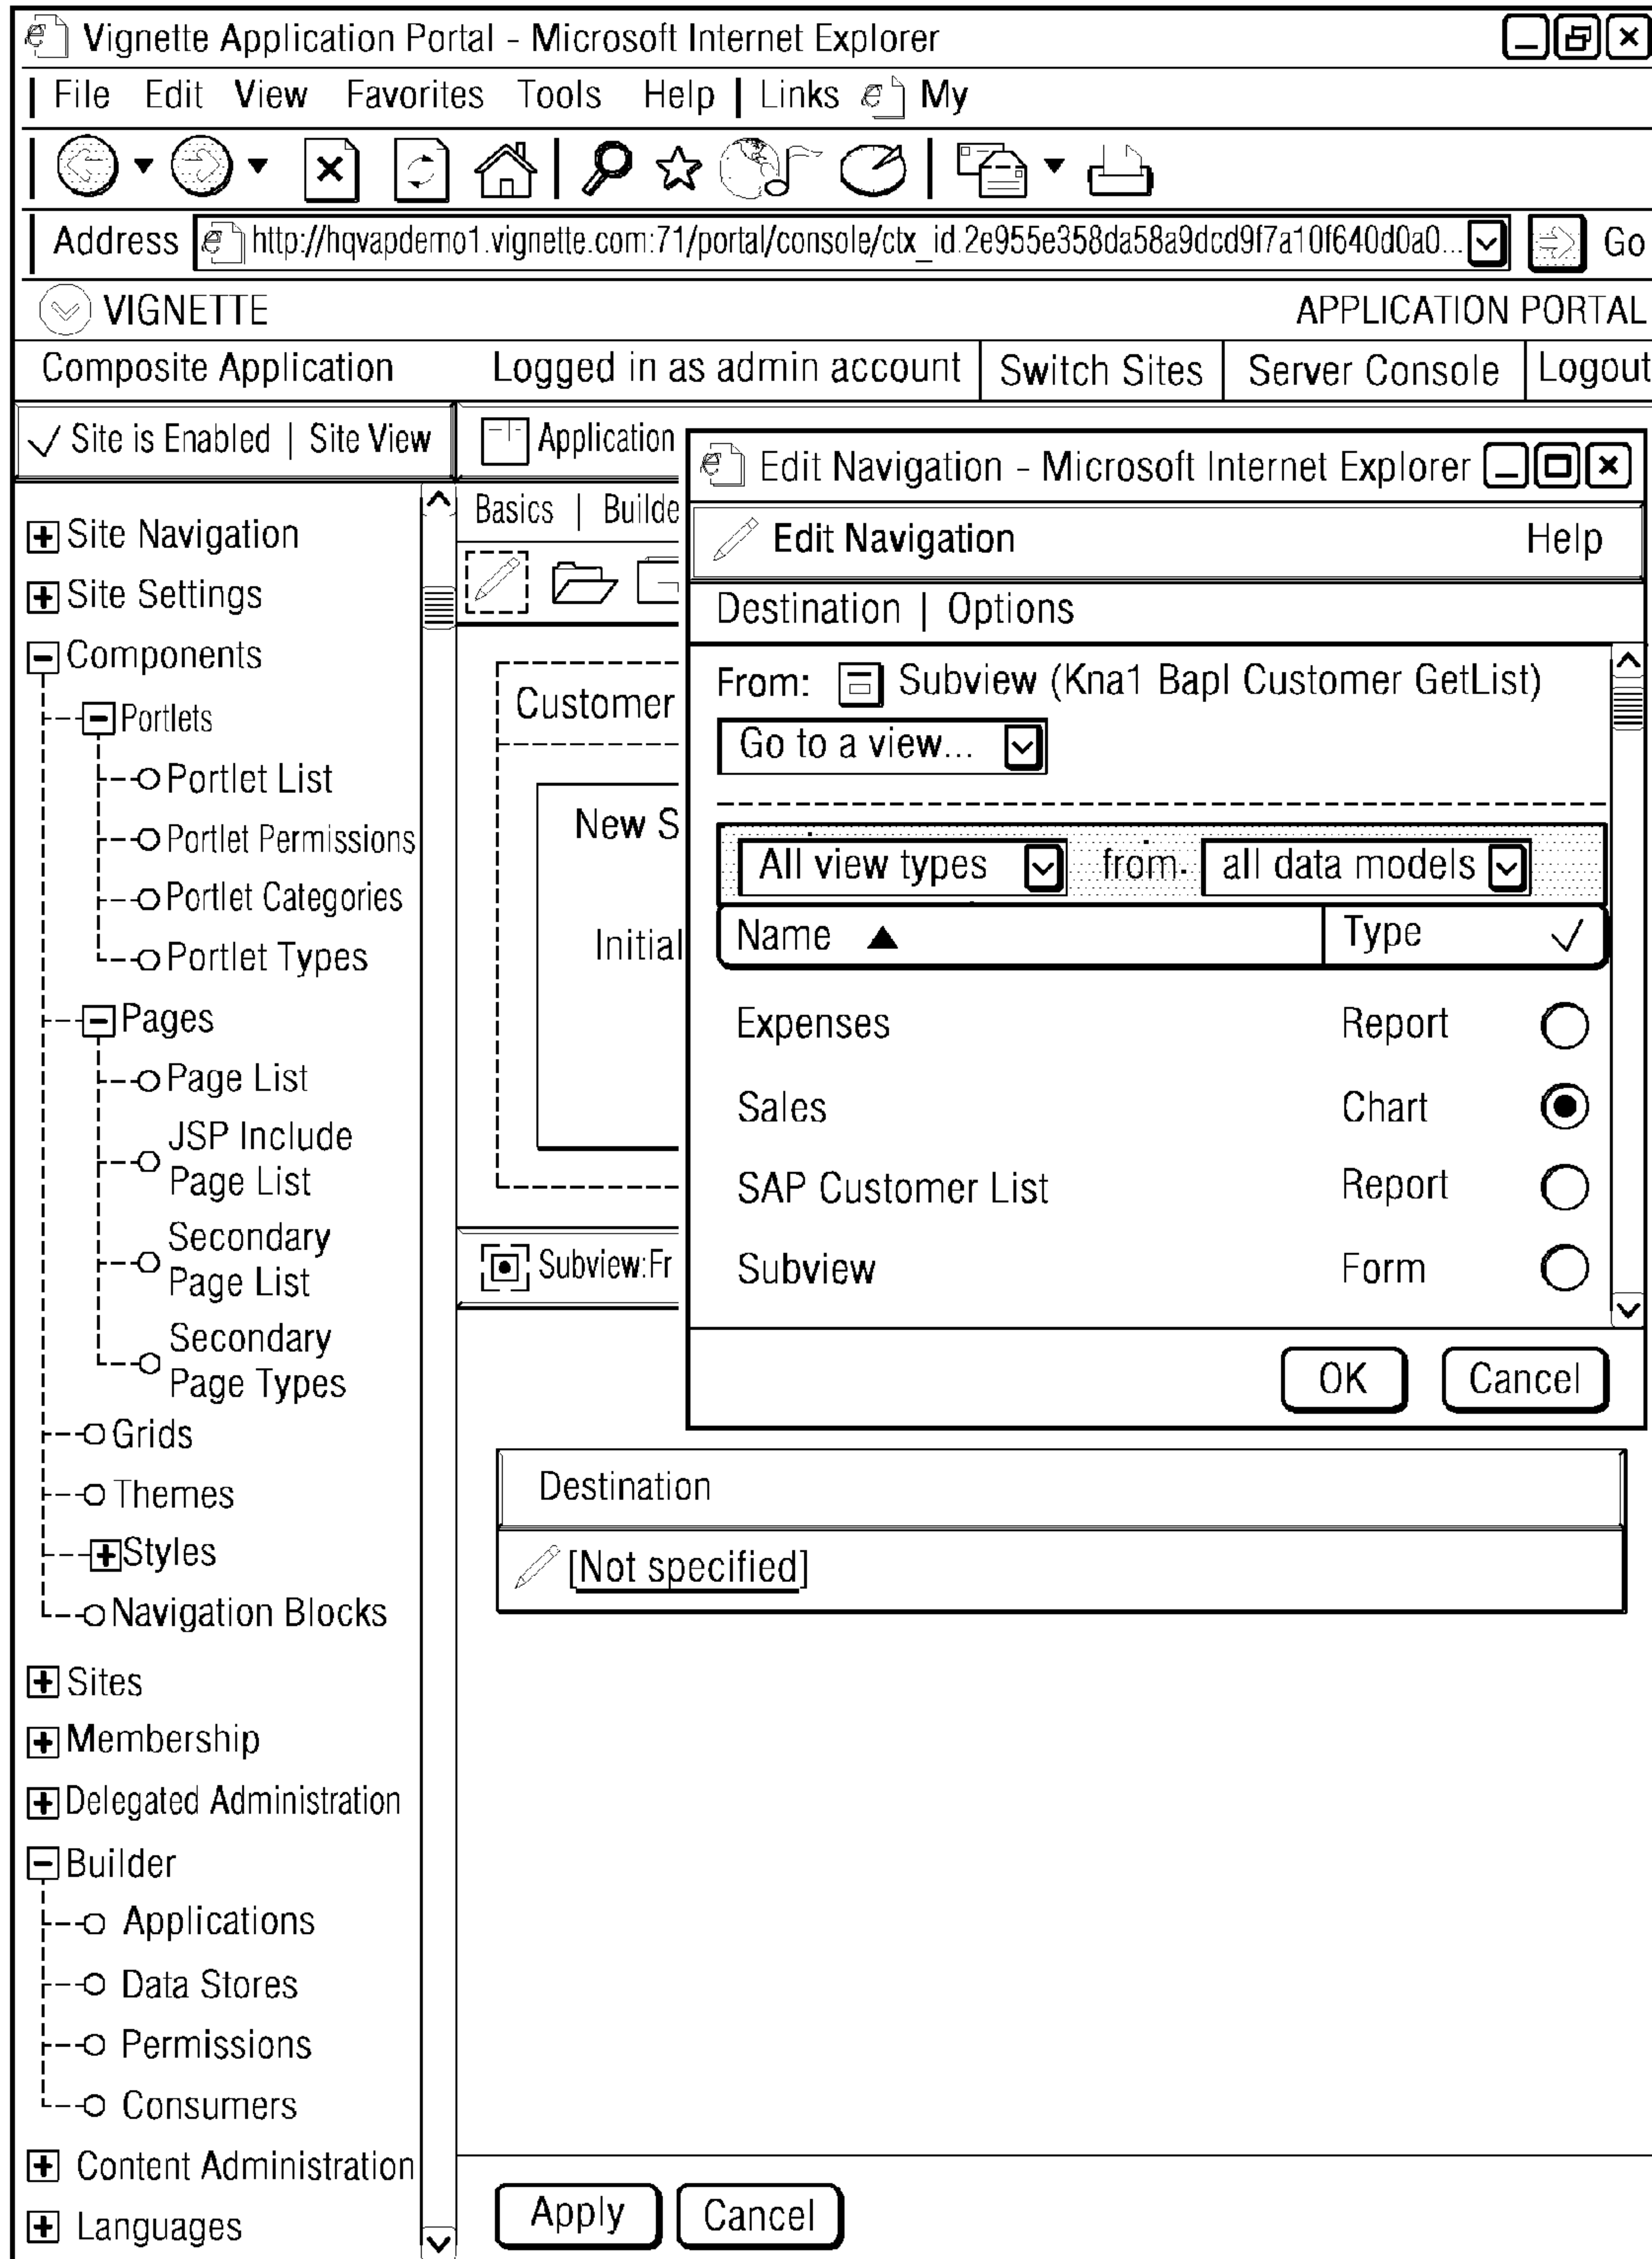 Vignette Application Portal - Microsoft Internet Explorer
File Edit View Favorites Tools Help | Links My
Address http://hqvapdemo1.vignette.com:71/portal/console/ctx_id.2e955e358da58a9dcd9f7a10f640d0a0... Go
VIGNETTE APPLICATION PORTAL
Composite Application Logged in as admin account Switch Sites Server Console Logout
Site is Enabled | Site View
Site Navigation
Site Settings
Components
Portlets
Portlet List
Portlet Permissions
Portlet Categories
Portlet Types
Pages
Page List
JSP Include
Page List
Secondary
Page List
Secondary
Page Types
Grids
Themes
Styles
Navigation Blocks
Sites
Membership
Delegated Administration
Builder
Applications
Data Stores
Permissions
Consumers
Content Administration
Languages
Application
Basics | Builde
Customer
New S
Initial
Subview:Fr
Edit Navigation - Microsoft Internet Explorer
Edit Navigation Help
Destination | Options
From: Subview (Kna1 Bapl Customer GetList)
Go to a view...
All view types from all data models
Name Type
Expenses Report
Sales Chart
SAP Customer List Report
Subview Form
OK Cancel
Destination
[Not specified]
Apply Cancel